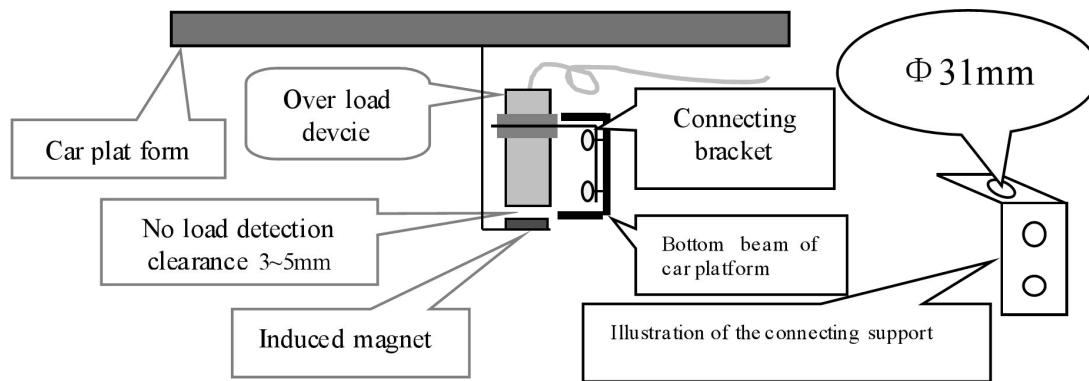 Car plat form
Over load
devcie
Connecting
bracket
Φ31mm
No load detection
clearance 3~5mm
Bottom beam of
car platform
Induced magnet
Illustration of the connecting support